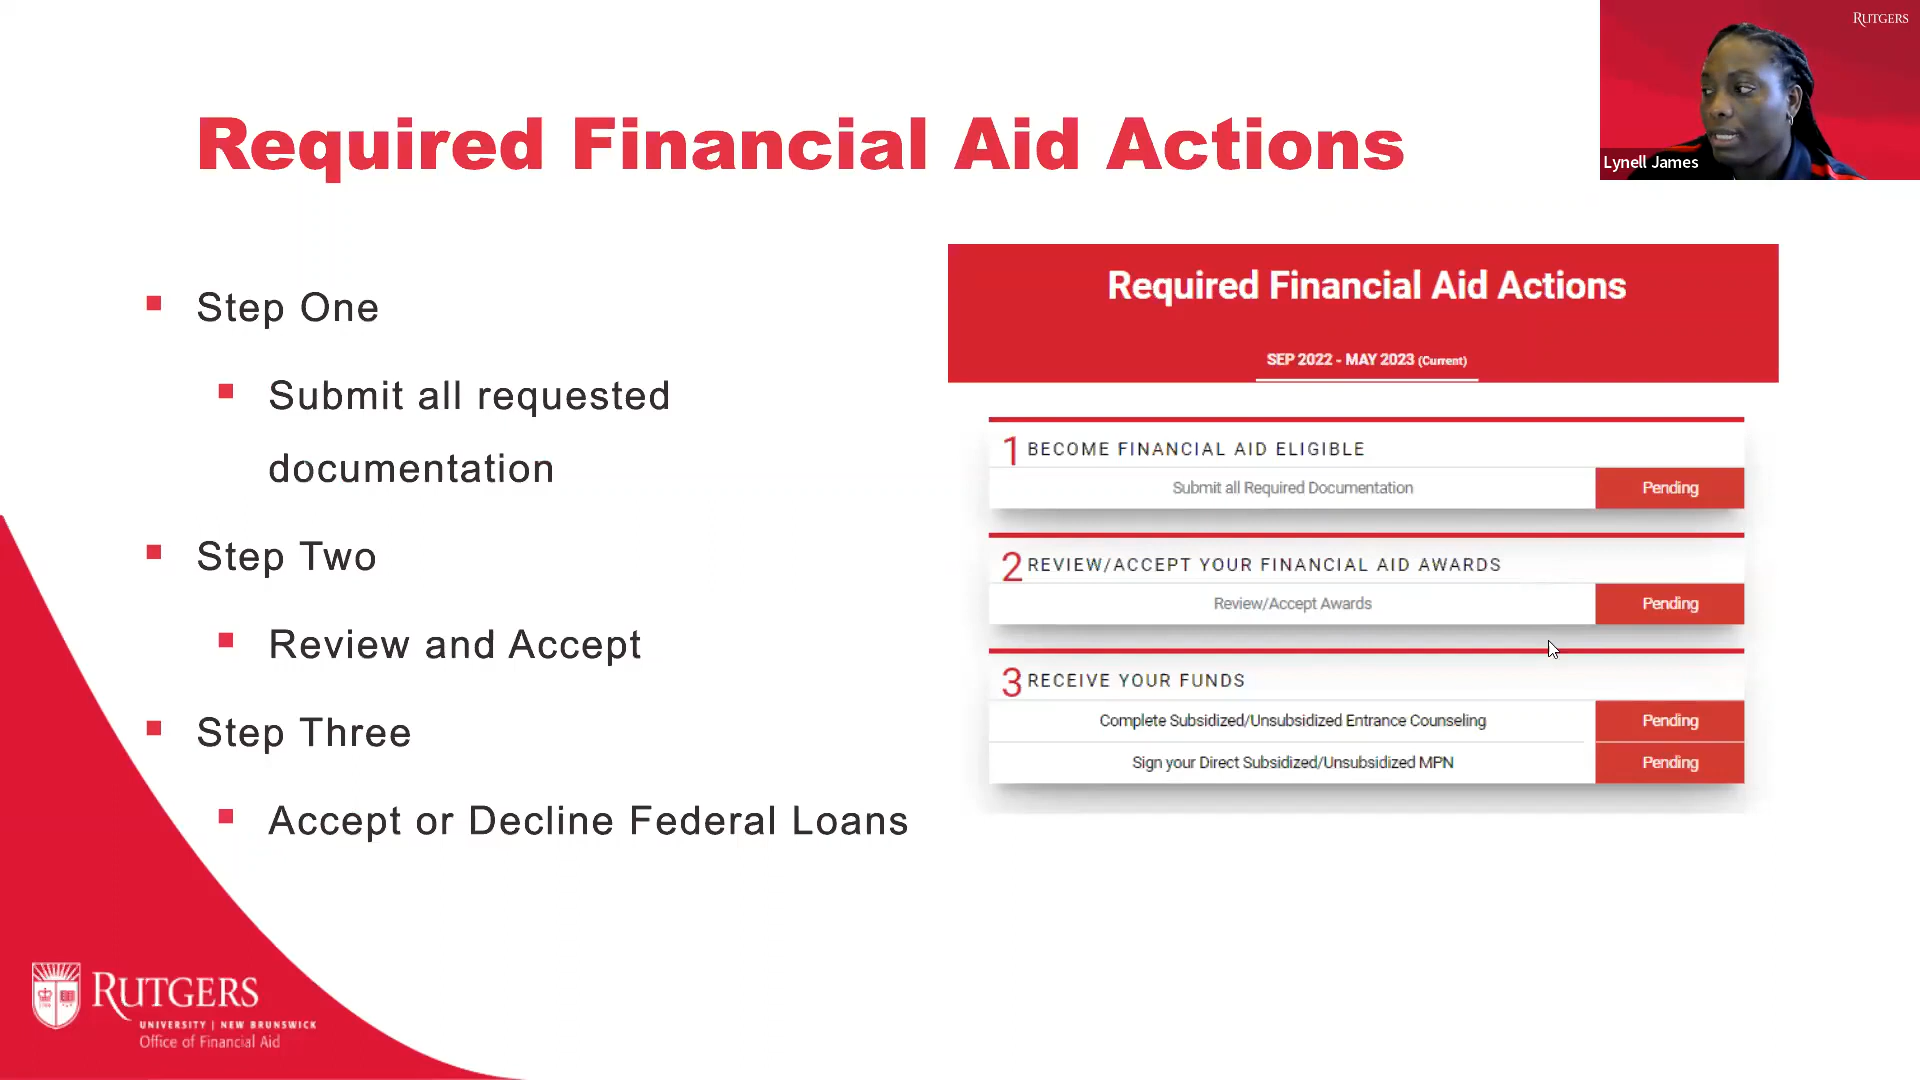 Required Financial Aid Actions
RUTGERS
Lynell James
Step One
Submit all requested
documentation
Step Two
Review and Accept
Step Three
Accept or Decline Federal Loans
Required Financial Aid Actions
SEP 2022 - MAY 2023 (Current)
1 BECOME FINANCIAL AID ELIGIBLE
Submit all Required Documentation Pending
2 REVIEW/ACCEPT YOUR FINANCIAL AID AWARDS
Review/Accept Awards Pending
3 RECEIVE YOUR FUNDS
Complete Subsidized/Unsubsidized Entrance Counseling Pending
Sign your Direct Subsidized/Unsubsidized MPN Pending
RUTGERS
UNIVERSITY | NEW BRUNSWICK
Office of Financial Aid